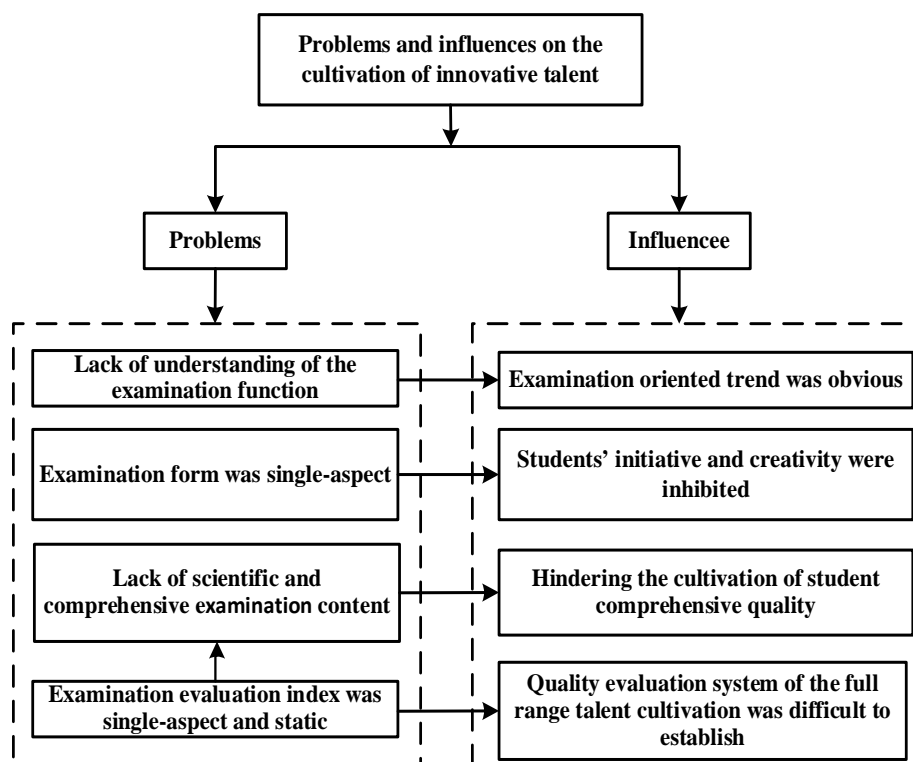 Problems and influences on the
cultivation of innovative talent
Problems
Influencee
Lack of understanding of the
examination function
Examination oriented trend was obvious
Examination form was single-aspect
Students’ initiative and creativity were
inhibited
Lack of scientific and
comprehensive examination content
Hindering the cultivation of student
comprehensive quality
Examination evaluation index was
single-aspect and static
Quality evaluation system of the full
range talent cultivation was difficult to
establish